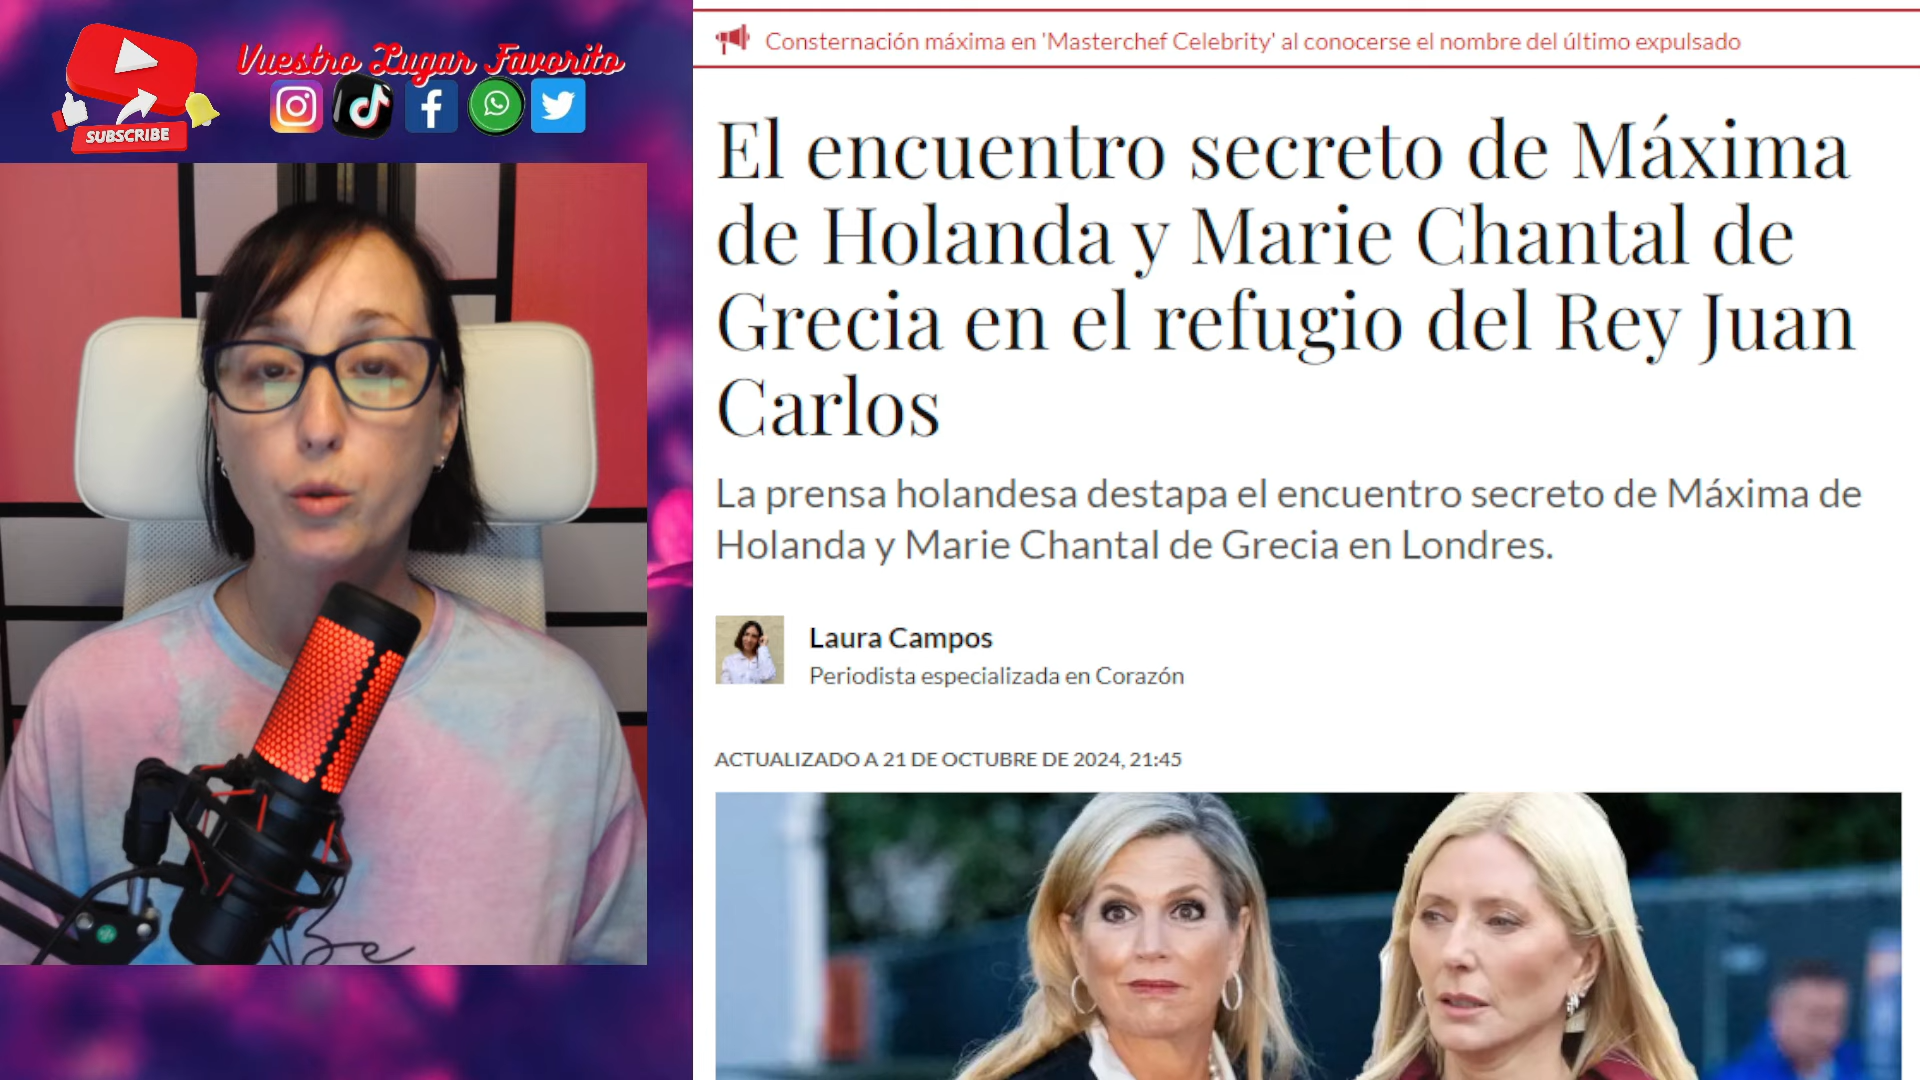 Vuestro Lugar Favorito
SUBSCRIBE
Consternación máxima en 'Masterchef Celebrity' al conocerse el nombre del último expulsado
El encuentro secreto de Máxima
de Holanda y Marie Chantal de
Grecia en el refugio del Rey Juan
Carlos
La prensa holandesa destapa el encuentro secreto de Máxima de
Holanda y Marie Chantal de Grecia en Londres.
Laura Campos
Periodista especializada en Corazón
ACTUALIZADO A 21 DE OCTUBRE DE 2024, 21:45
Be